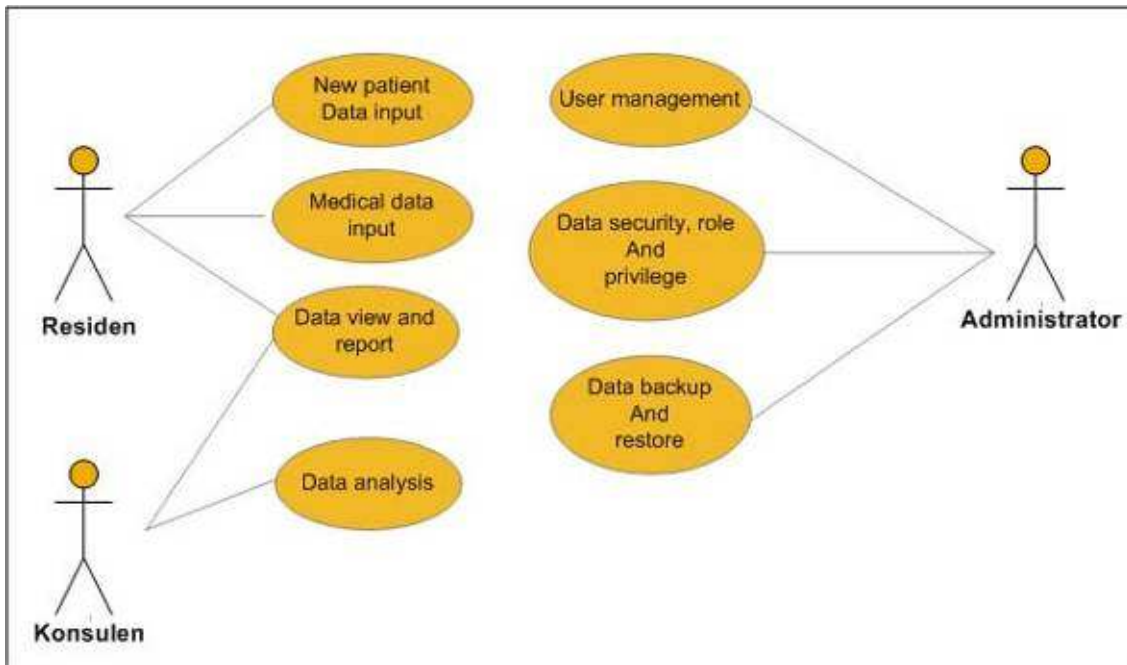 New patient
Data input
User management
Medical data
input
Data security, role
And
privilege
Residen
Data view and
report
Administrator
Data backup
And
restore
Data analysis
Konsulen